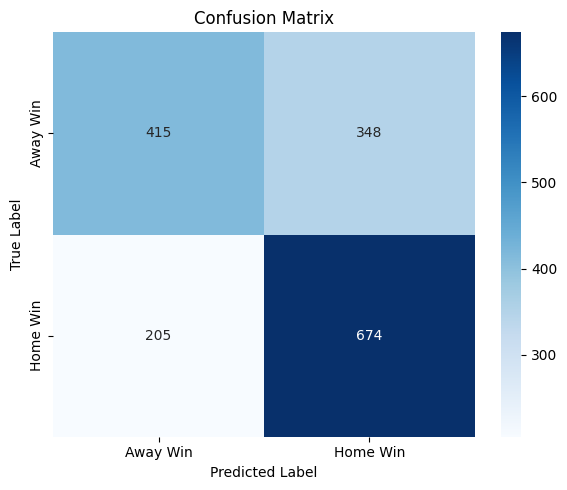 Confusion Matrix
True Label
Away Win
Home Win
415
348
205
674
Away Win
Home Win
Predicted Label
600
500
400
300